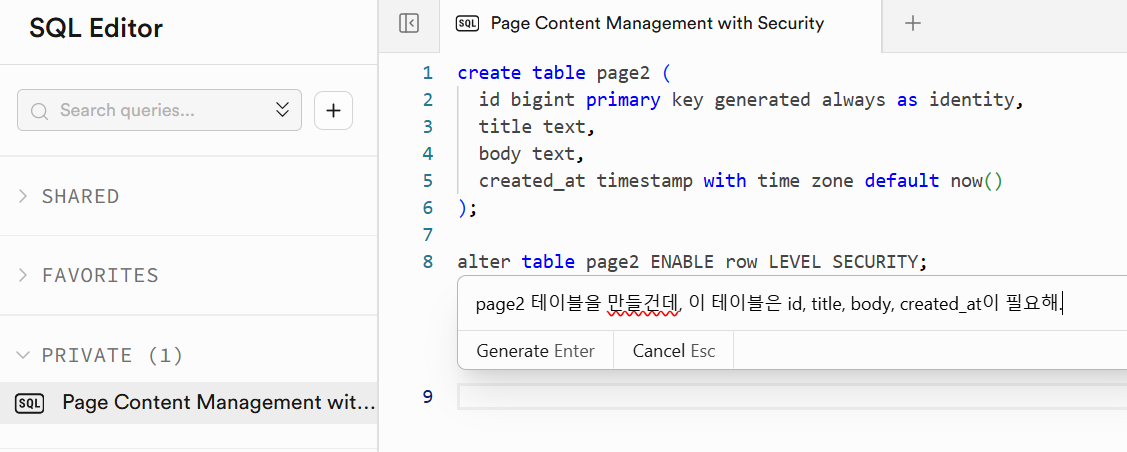 SQL Editor
Search queries...
SHARED
FAVORITES
PRIVATE (1)
SQL Page Content Management wit...
SQL Page Content Management with Security
1 create table page2 (
2 id bigint primary key generated always as identity,
3 title text,
4 body text,
5 created_at timestamp with time zone default now()
6 );
7
8 alter table page2 ENABLE row LEVEL SECURITY;
page2 테이블을 만들건데, 이 테이블은 id, title, body, created_at이 필요해.
Generate Enter Cancel Esc
9